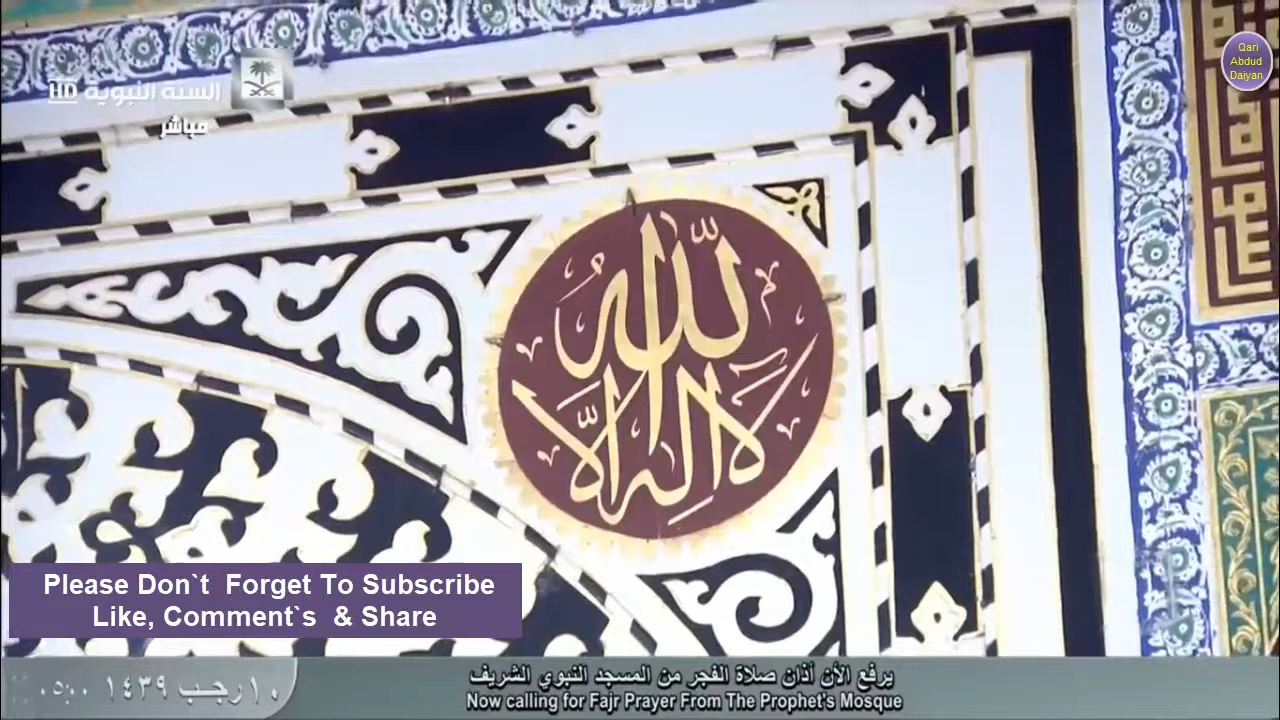 السنة النبوية HD
مباشر
Qari
Abdud
Daiyan
الله
لا اله الا
Please Don`t Forget To Subscribe
Like, Comment`s & Share
يرفع الأن أذان صلاة الفجر من المسجد النبوي الشريف
Now calling for Fajr Prayer From The Prophet's Mosque
١٠ رجب ١٤٣٩ ٠٥:٠٠